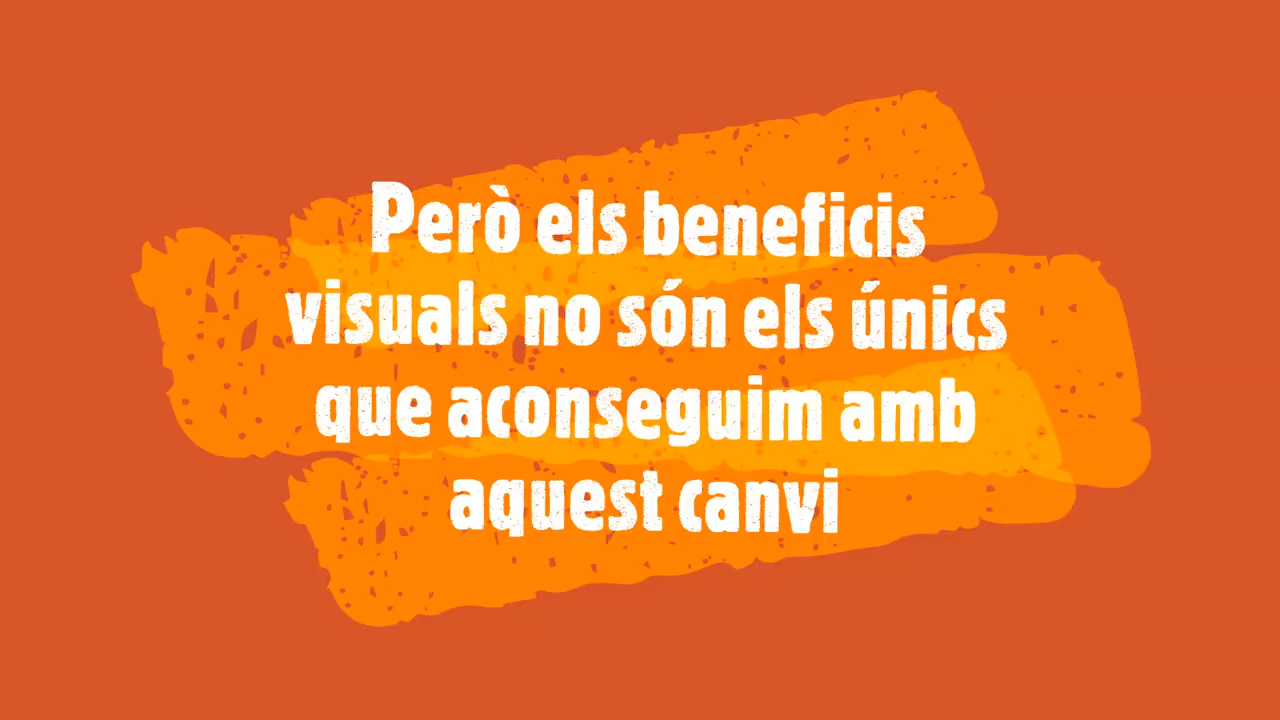 Però els beneficis
visuals no són els únics
que aconseguim amb
aquest canvi